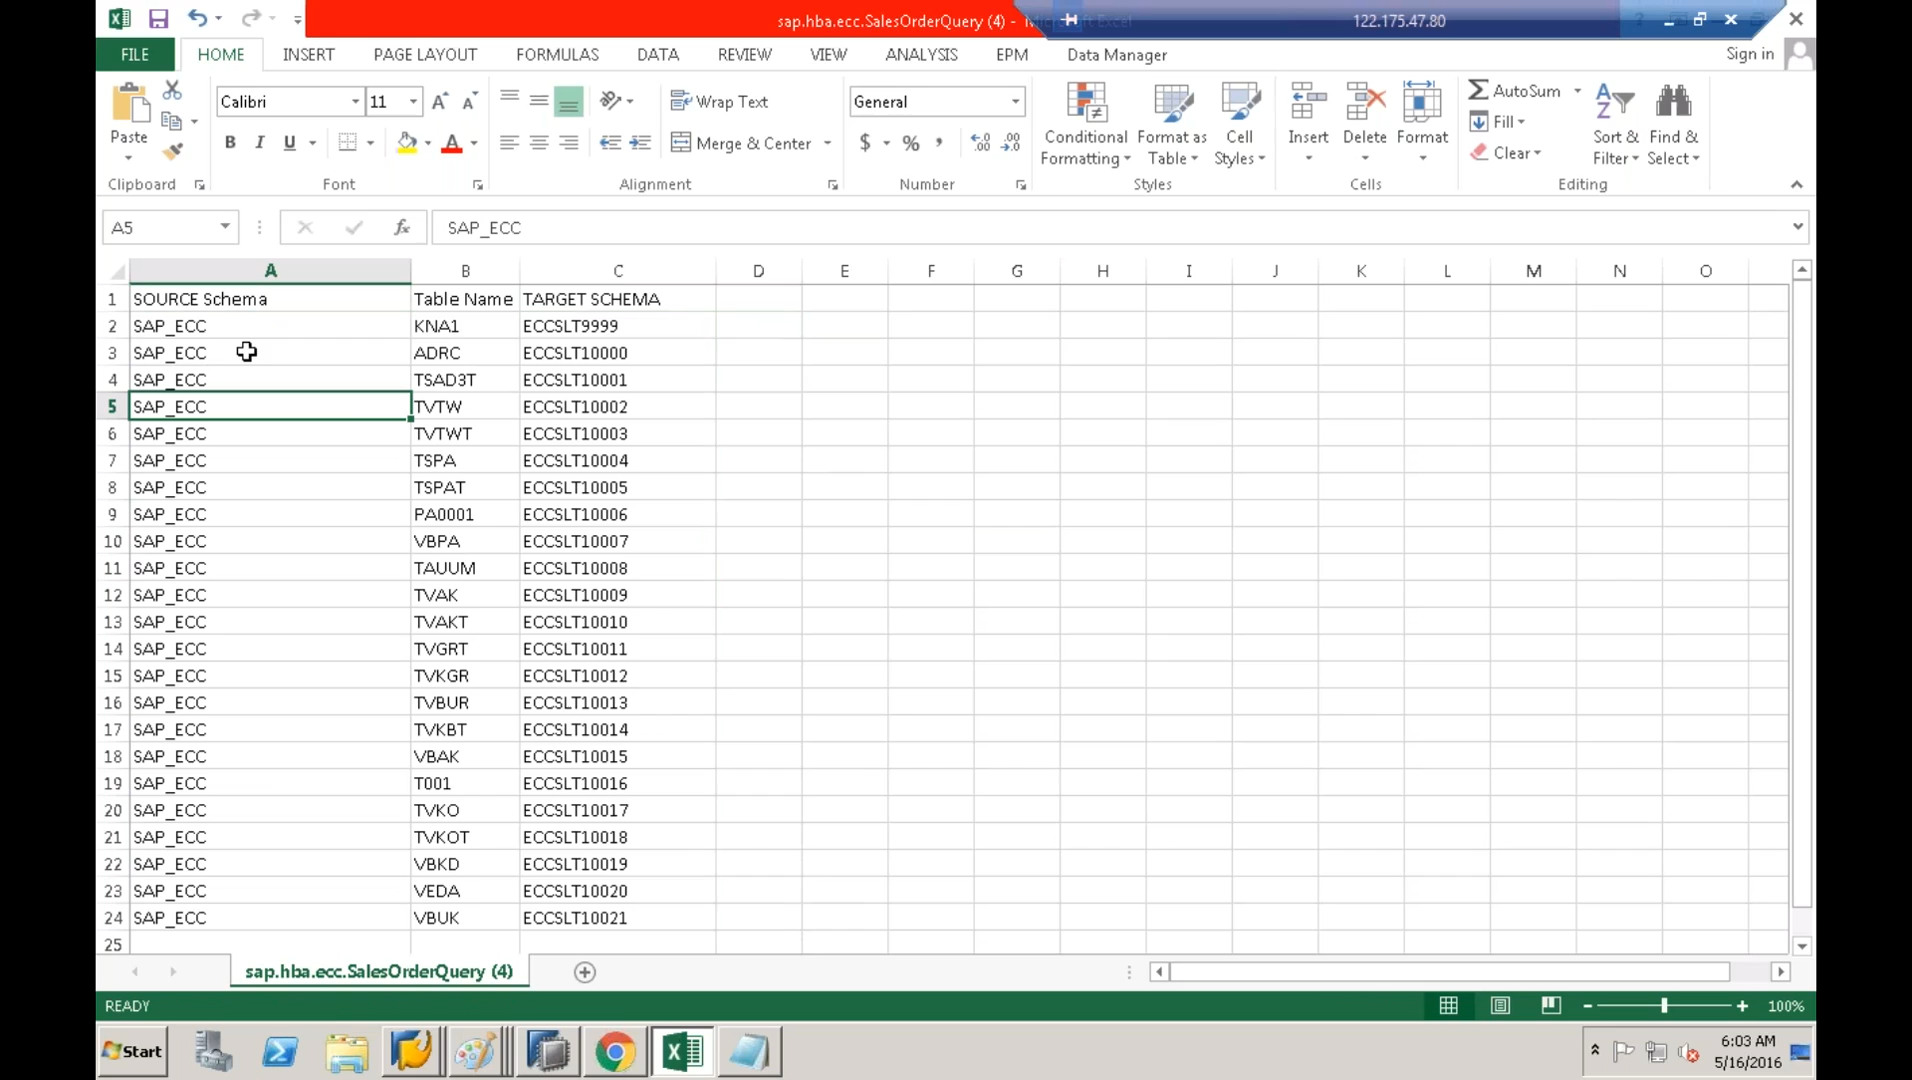 sap.hba.ecc.SalesOrderQuery (4) -
122.175.47.80
FILE HOME INSERT PAGE LAYOUT FORMULAS DATA REVIEW VIEW ANALYSIS EPM Data Manager Sign in
Paste
Calibri 11
B I U
Wrap Text
Merge & Center
General
$ % ,
Conditional Formatting
Format as Table
Cell Styles
Insert
Delete
Format
AutoSum
Fill
Clear
Sort & Filter
Find & Select
Clipboard Font Alignment Number Styles Cells Editing
A5 fx SAP_ECC
A B C D E F G H I J K L M N O
1 SOURCE Schema Table Name TARGET SCHEMA
2 SAP_ECC KNA1 ECCSLT9999
3 SAP_ECC ADRC ECCSLT10000
4 SAP_ECC TSAD3T ECCSLT10001
5 SAP_ECC TVTW ECCSLT10002
6 SAP_ECC TVTWT ECCSLT10003
7 SAP_ECC TSPA ECCSLT10004
8 SAP_ECC TSPAT ECCSLT10005
9 SAP_ECC PA0001 ECCSLT10006
10 SAP_ECC VBPA ECCSLT10007
11 SAP_ECC TAUUM ECCSLT10008
12 SAP_ECC TVAK ECCSLT10009
13 SAP_ECC TVAKT ECCSLT10010
14 SAP_ECC TVGRT ECCSLT10011
15 SAP_ECC TVKGR ECCSLT10012
16 SAP_ECC TVBUR ECCSLT10013
17 SAP_ECC TVKBT ECCSLT10014
18 SAP_ECC VBAK ECCSLT10015
19 SAP_ECC T001 ECCSLT10016
20 SAP_ECC TVKO ECCSLT10017
21 SAP_ECC TVKOT ECCSLT10018
22 SAP_ECC VBKD ECCSLT10019
23 SAP_ECC VEDA ECCSLT10020
24 SAP_ECC VBUK ECCSLT10021
25
sap.hba.ecc.SalesOrderQuery (4)
READY 100%
Start
6:03 AM
5/16/2016